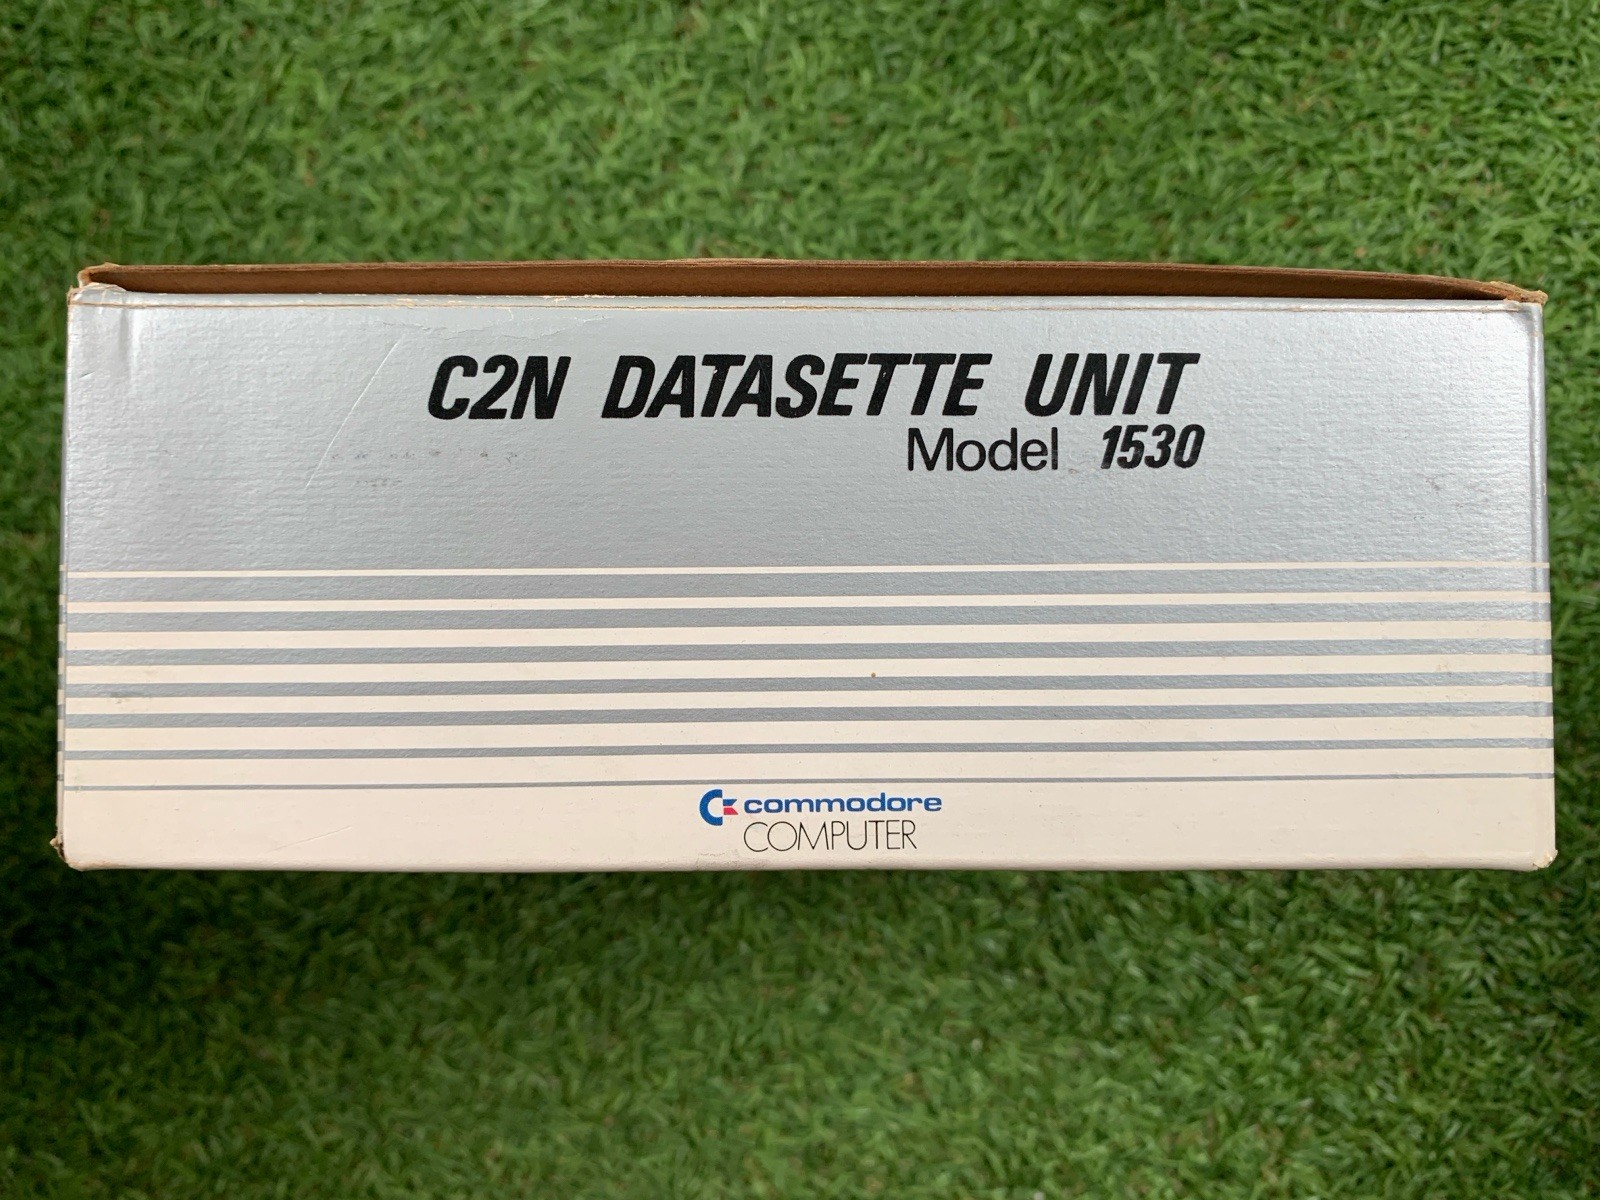 C2N DATASETTE UNIT
Model 1530
commodore
COMPUTER